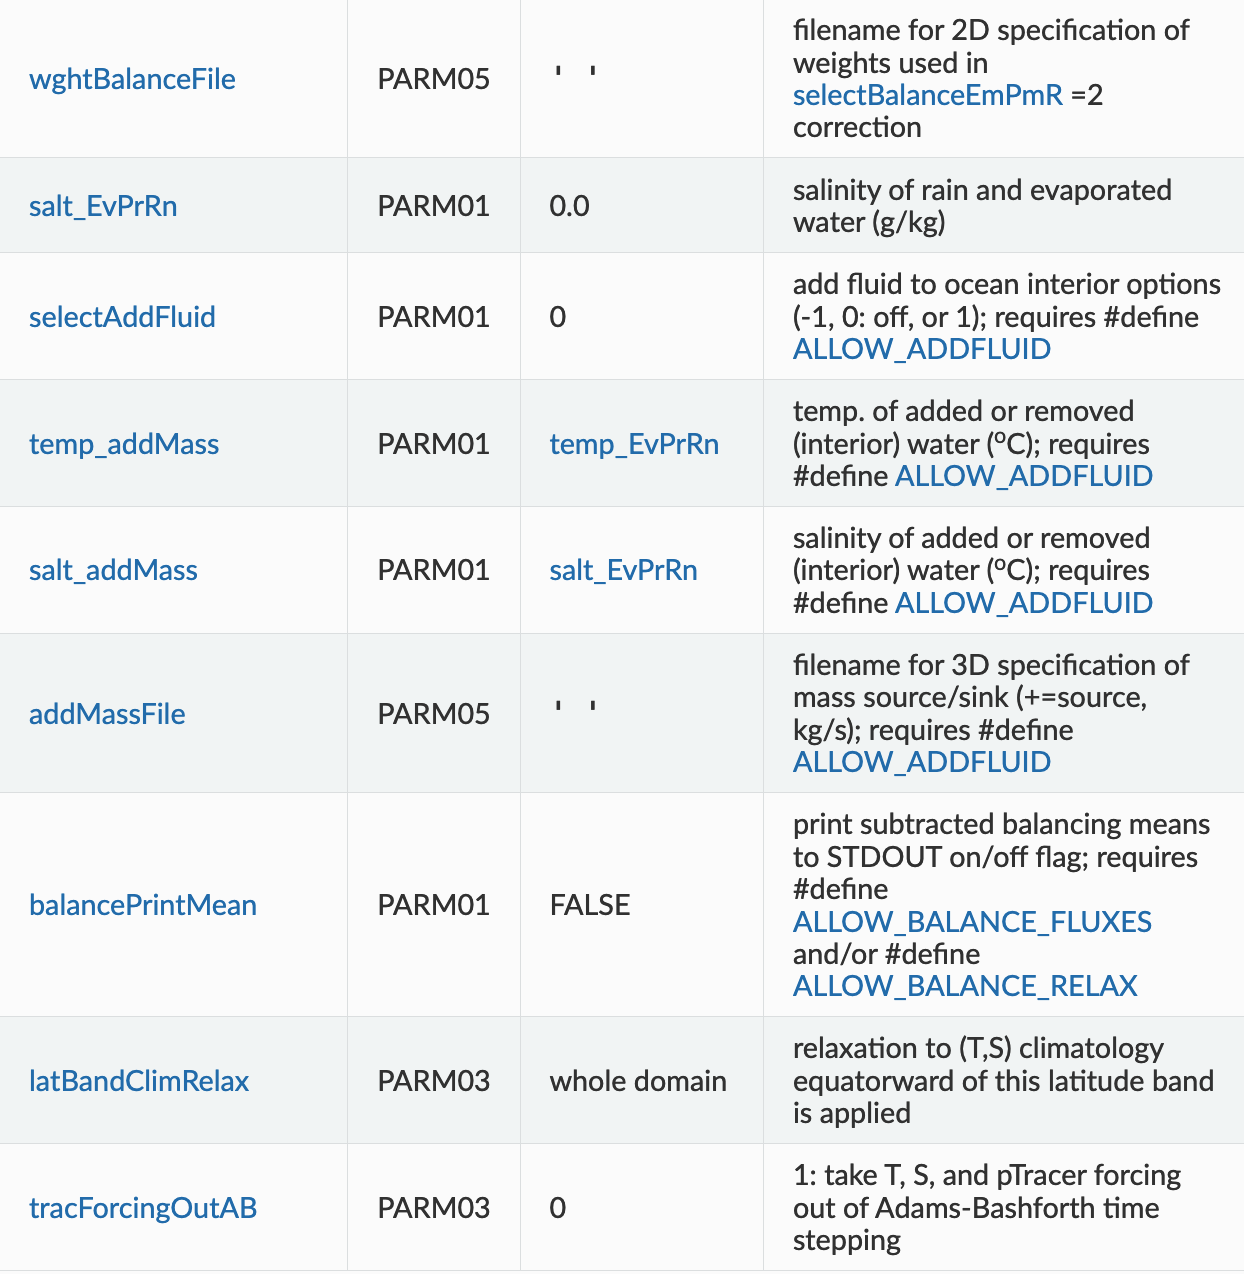 wghtBalanceFile PARM05 ' ' filename for 2D specification of
weights used in
selectBalanceEmPmR =2
correction
salt_EvPrRn PARM01 0.0 salinity of rain and evaporated
water (g/kg)
selectAddFluid PARM01 0 add fluid to ocean interior options
(-1, 0: off, or 1); requires #define
ALLOW_ADDFLUID
temp_addMass PARM01 temp_EvPrRn temp. of added or removed
(interior) water (ºC); requires
#define ALLOW_ADDFLUID
salt_addMass PARM01 salt_EvPrRn salinity of added or removed
(interior) water (ºC); requires
#define ALLOW_ADDFLUID
addMassFile PARM05 ' ' filename for 3D specification of
mass source/sink (+=source,
kg/s); requires #define
ALLOW_ADDFLUID
balancePrintMean PARM01 FALSE print subtracted balancing means
to STDOUT on/off flag; requires
#define
ALLOW_BALANCE_FLUXES
and/or #define
ALLOW_BALANCE_RELAX
latBandClimRelax PARM03 whole domain relaxation to (T,S) climatology
equatorward of this latitude band
is applied
tracForcingOutAB PARM03 0 1: take T, S, and pTracer forcing
out of Adams-Bashforth time
stepping